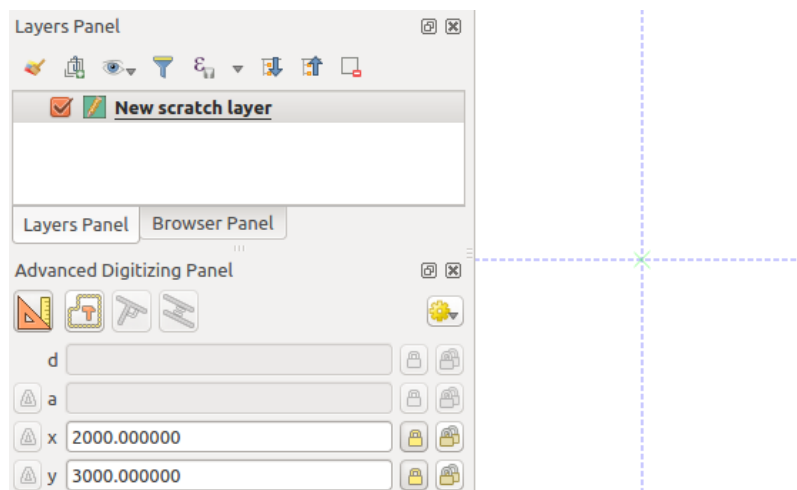 Layers Panel
New scratch layer
Layers Panel Browser Panel
Advanced Digitizing Panel
d
a
x 2000.000000
y 3000.000000